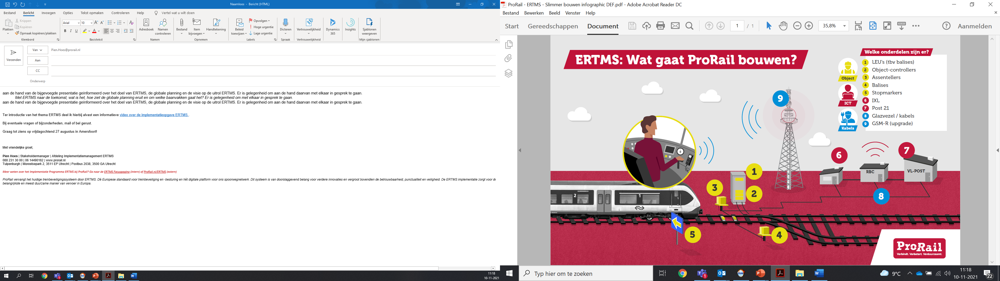 Naamloos - Bericht (HTML)
Bestand Bericht Invoegen Opties Tekst opmaken Controleren Help Vertel wat u wilt doen
Plakken
Knippen
Kopiëren
Opmaak kopiëren/plakken
Klembord
Arial 10
B I U
Basistekst
Adresboek
Namen controleren
Namen
Bestand bijvoegen
Item bijvoegen
Handtekening
Opnemen
Beleid toewijzen
Opvolgen
Hoge urgentie
Lage urgentie
Labels
Dicteren
Spraak
Vertrouwelijkheid
Vertrouwelijkheid
Dynamics 365
Insights
Sjablonen weergeven
Mijn sjablonen
Verzenden
Van Pien.Hoes@prorail.nl
Aan
CC
Onderwerp
aan de hand van de bijgevoegde presentatie geïnformeerd over het doel van ERTMS, de globale planning en de visie op de uitrol ERTMS. Er is gelegenheid om aan de hand daarvan met elkaar in gesprek te gaan.
Met ERTMS naar de toekomst, wat is het, hoe ziet de globale planning eruit en om welke baanvakken gaat het? Er is gelegenheid om met elkaar in gesprek te gaan.
aan de hand van de bijgevoegde presentatie geïnformeerd over het doel van ERTMS, de globale planning en de visie op de uitrol ERTMS. Er is gelegenheid om aan de hand daarvan met elkaar in gesprek te gaan.
Ter introductie van het thema ERTMS deel ik hierbij alvast een informatieve video over de implementatieopgave ERTMS..
Bij eventuele vragen of bijzonderheden, mail of bel gerust.
Graag tot ziens op vrijdagochtend 27 augustus in Amersfoort!
Met vriendelijke groet,
Pien Hoes | Stakeholdermanager | Afdeling Implementatiemanagement ERTMS
088 231 30 00 | 06 14490182 | www.prorail.nl
Tulpenburgh | Moreelsepark 2, 3511 EP Utrecht | Postbus 2038, 3500 GA Utrecht
Meer weten over het Implementatie Programma ERTMS bij ProRail? Ga naar de ERTMS Focuspagina (intern) of ProRail.nl/ERTMS (extern)
ProRail vervangt het huidige treinbeveiligingssysteem door ERTMS. Dé Europese standaard voor treinbeveiliging en -besturing en hét digitale platform voor ons spoorwegnetwerk. Dit systeem is van doorslaggevend belang voor verdere innovaties en vergroot bovendien de betrouwbaarheid, punctualiteit en veiligheid. De ERTMS implementatie zorgt voor de
belangrijkste en meest duurzame manier van vervoer in Europa.
11:18
10-11-2021
ProRail - ERTMS - Slimmer bouwen infographic DEF.pdf - Adobe Acrobat Reader DC
Bestand Bewerken Beeld Venster Help
Start Gereedschappen Document 1 / 1 35,8% Aanmelden
ERTMS: Wat gaat ProRail bouwen?
Welke onderdelen zijn er?
Object
ICT
Kabels
1 LEU's (tbv balises)
2 Object-controllers
3 Assentellers
4 Balises
5 Stopmarkers
6 IXL
7 Post 21
8 Glazvezel / kabels
9 GSM-R (upgrade)
9
6
7
RBC
VL-POST
1
3
2
8
2
1
5
4
ProRail
Verbindt. Verbetert. Verduurzaamt.
Typ hier om te zoeken
9°C
11:18
10-11-2021
22